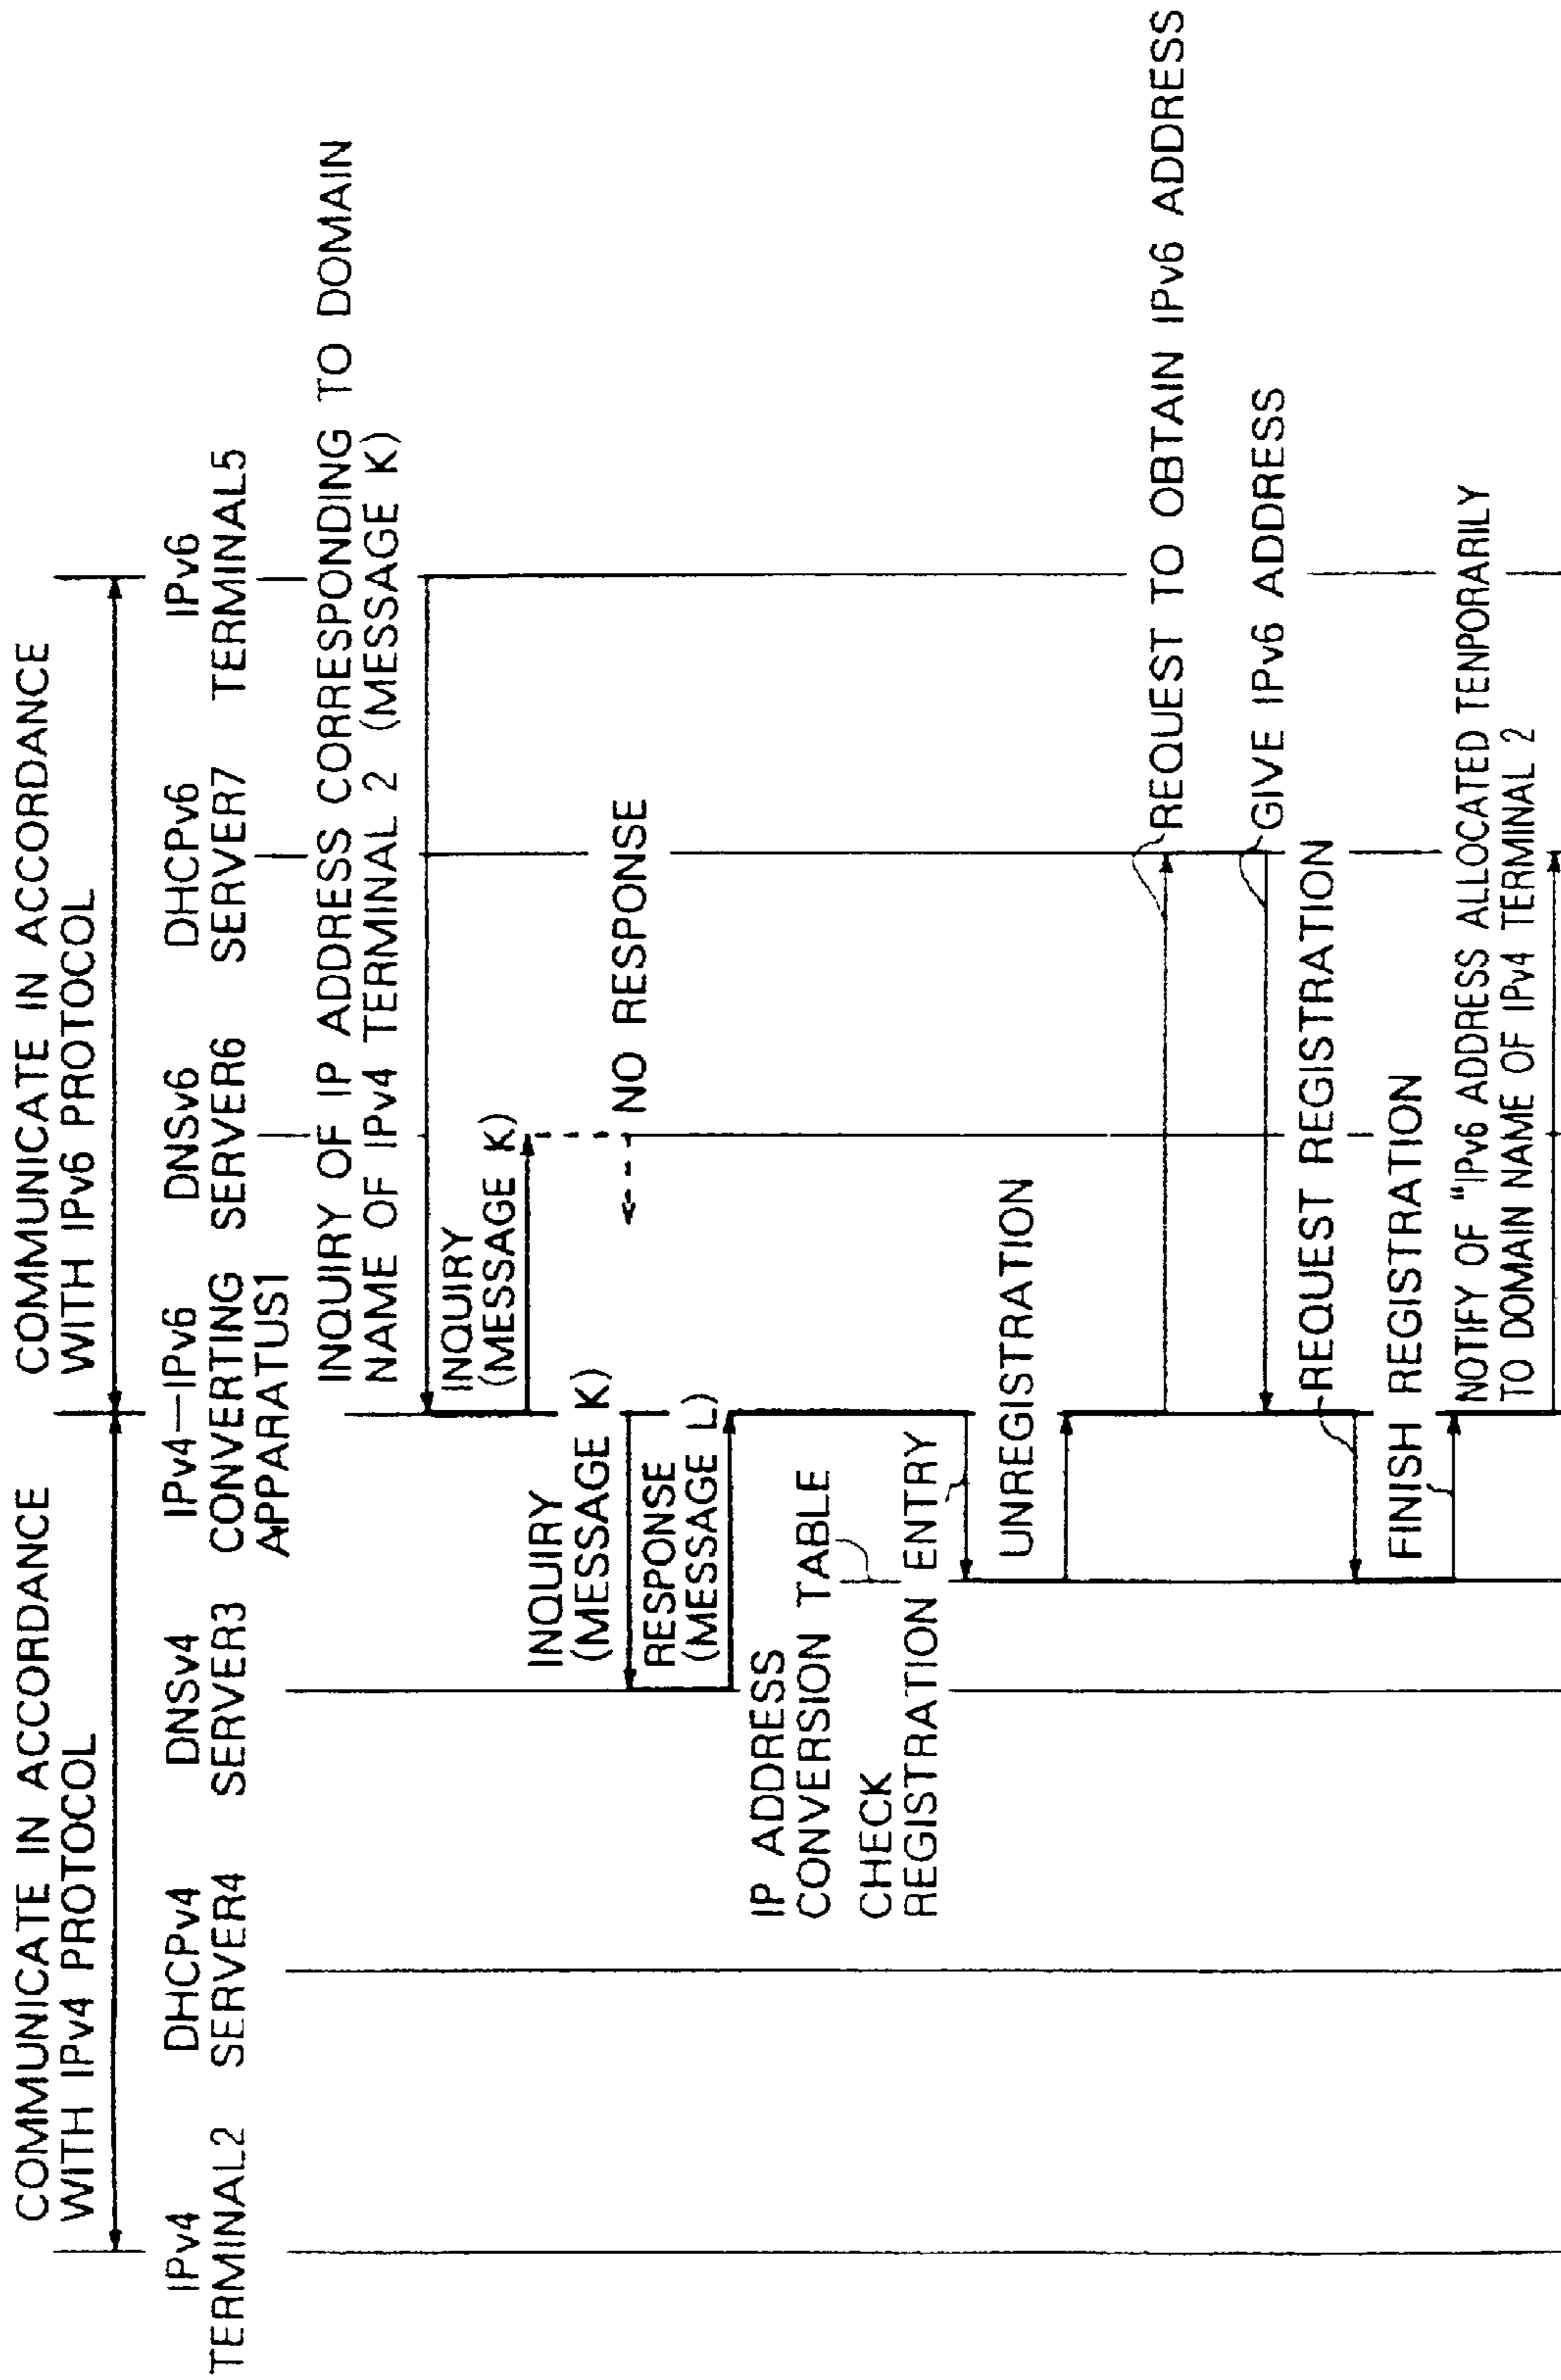 COMMUNICATE IN ACCORDANCE
WITH IPv4 PROTOCOL
COMMUNICATE IN ACCORDANCE
WITH IPv6 PROTOCOL
IPv4
TERMINAL2
DHCPv4
SERVER4
DNSv4
SERVER3
IPv4-IPv6
CONVERTING
APPARATUS1
DNSv6
SERVER6
DHCPv6
SERVER7
IPv6
TERMINAL5
INQUIRY OF IP ADDRESS CORRESPONDING TO DOMAIN
NAME OF IPv4 TERMINAL 2 (MESSAGE K)
INQUIRY
(MESSAGE K)
INQUIRY
(MESSAGE K)
NO RESPONSE
RESPONSE
(MESSAGE L)
IP ADDRESS
CONVERSION TABLE
CHECK
REGISTRATION ENTRY
UNREGISTRATION
REQUEST TO OBTAIN IPv6 ADDRESS
GIVE IPv6 ADDRESS
REQUEST REGISTRATION
FINISH REGISTRATION
NOTIFY OF "IPv6 ADDRESS ALLOCATED TENPORARILY
TO DOMAIN NAME OF IPv4 TERMINAL 2